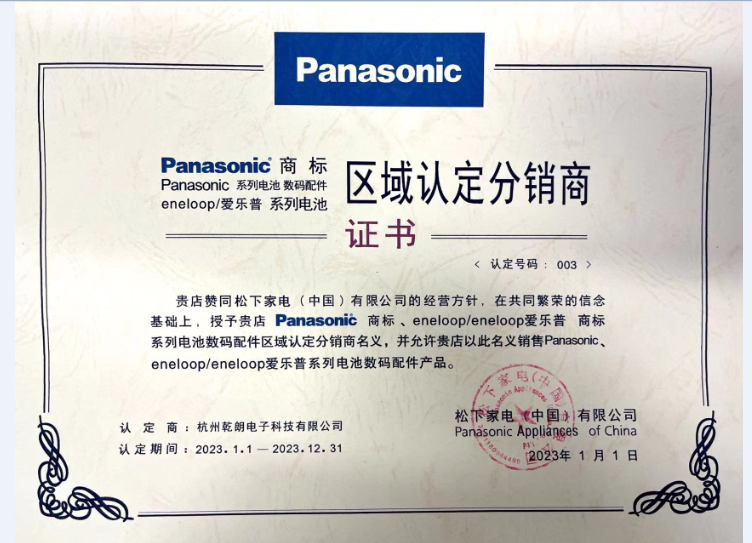 Panasonic
Panasonic 商标
Panasonic 系列电池 数码配件
eneloop/爱乐普 系列电池
区域认定分销商
证书
< 认定号码：003 >
贵店赞同松下家电（中国）有限公司的经营方针，在共同繁荣的信念
基础上，授予贵店 Panasonic 商标、eneloop/eneloop爱乐普 商标
系列电池数码配件区域认定分销商名义，并允许贵店以此名义销售Panasonic、
eneloop/eneloop爱乐普系列电池数码配件产品。
认 定 商：杭州乾朗电子科技有限公司
认定期间：2023.1.1 — 2023.12.31
松下家电（中国）有限公司
Panasonic Appliances of China
2023年 1 月 1 日